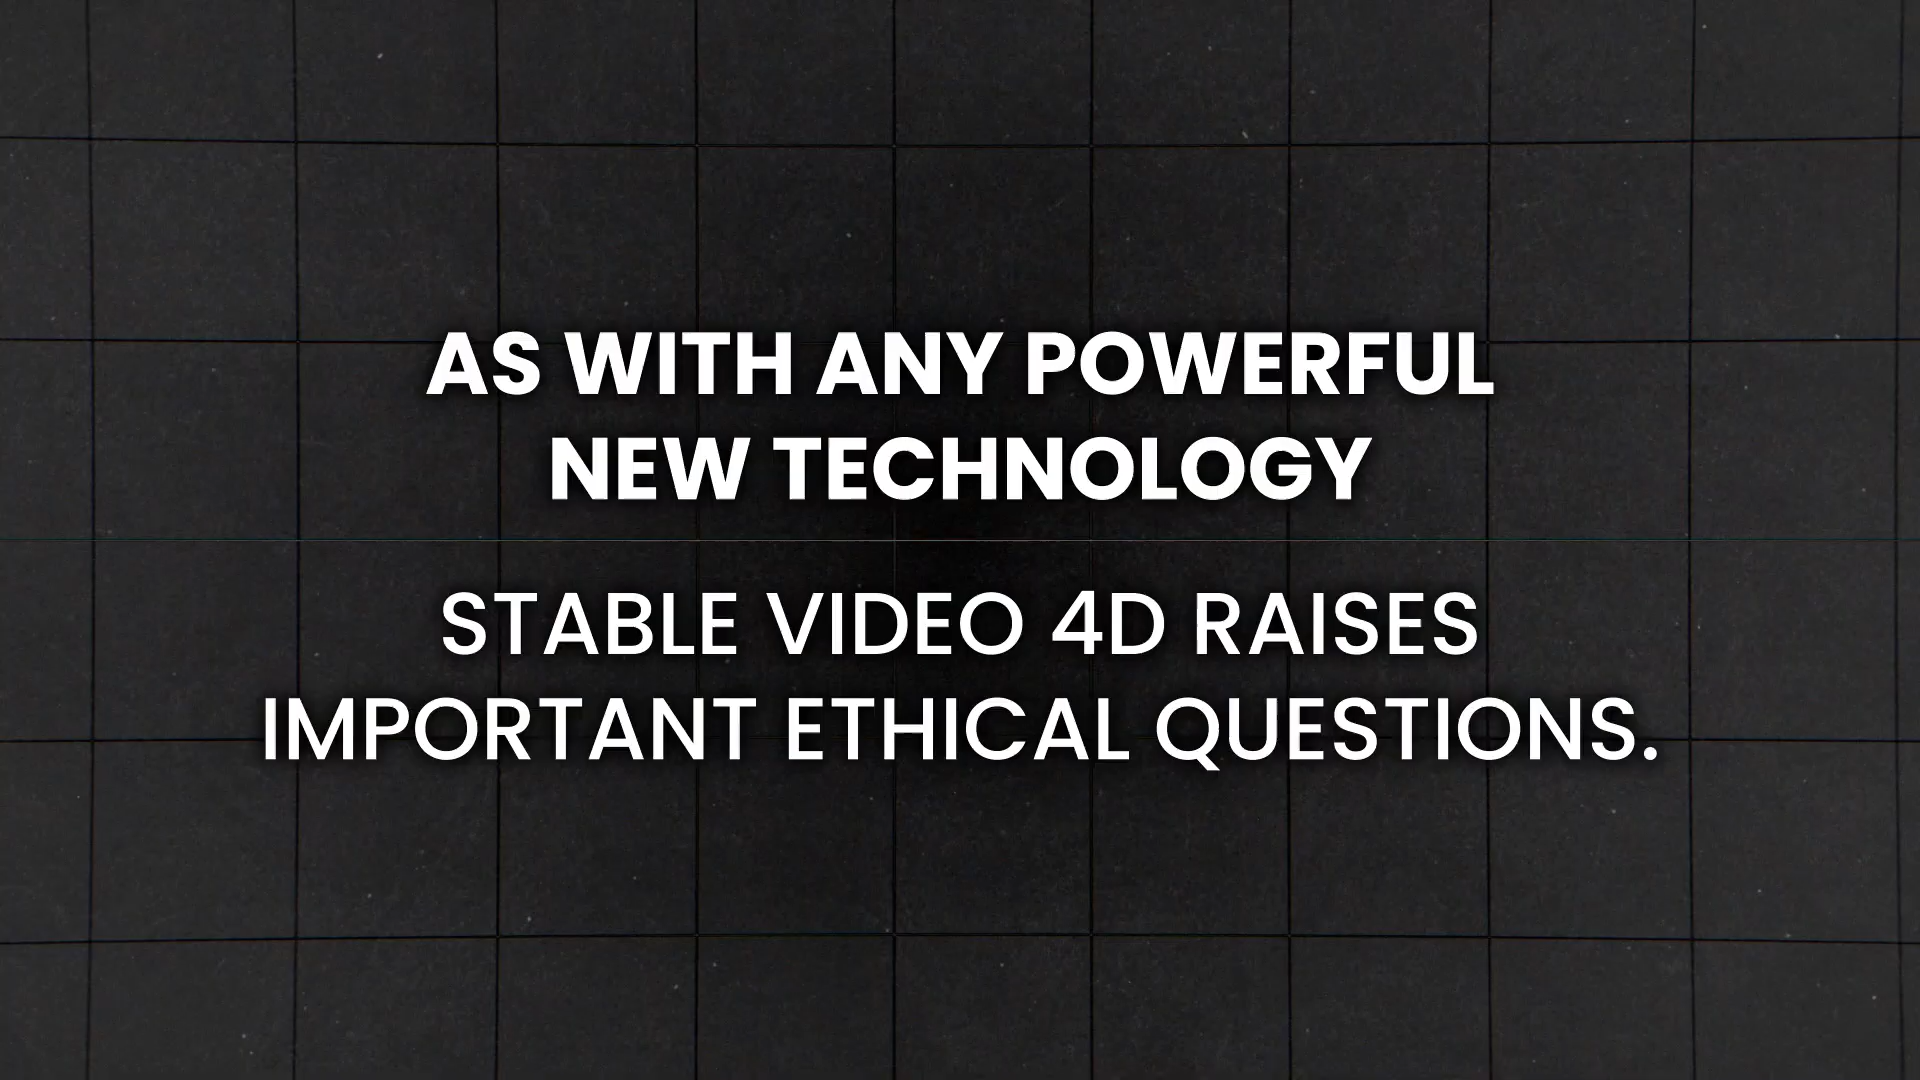 AS WITH ANY POWERFUL
NEW TECHNOLOGY
STABLE VIDEO 4D RAISES
IMPORTANT ETHICAL QUESTIONS.